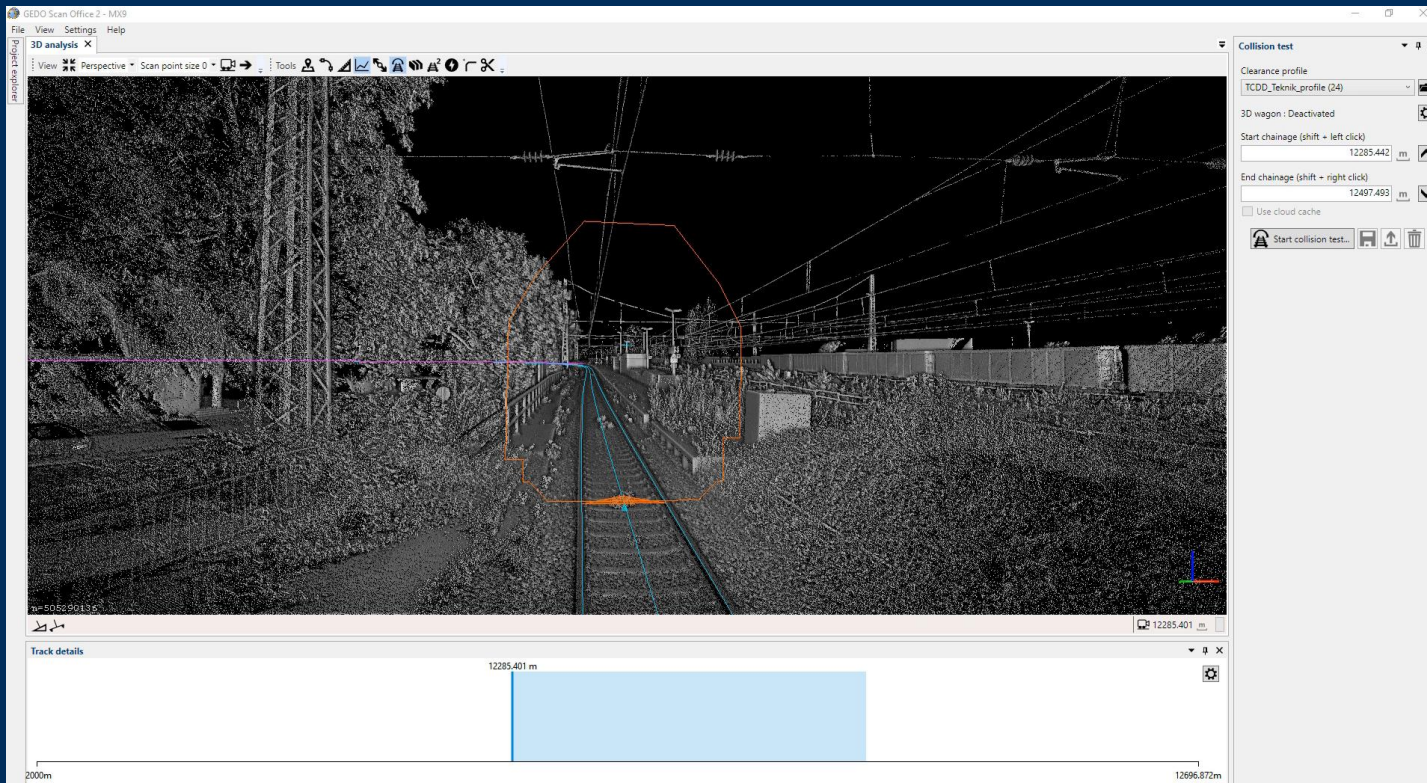 GEDO Scan Office 2 - MX9
File View Settings Help
Project explorer
3D analysis
View Perspective Scan point size 0 Tools
n=505290136
12285.401 m
Track details
12285.401 m
2000m
12696.872m
Collision test
Clearance profile
TCDD_Teknik_profile (24)
3D wagon : Deactivated
Start chainage (shift + left click)
12285.442 m
End chainage (shift + right click)
12497.493 m
Use cloud cache
Start collision test...